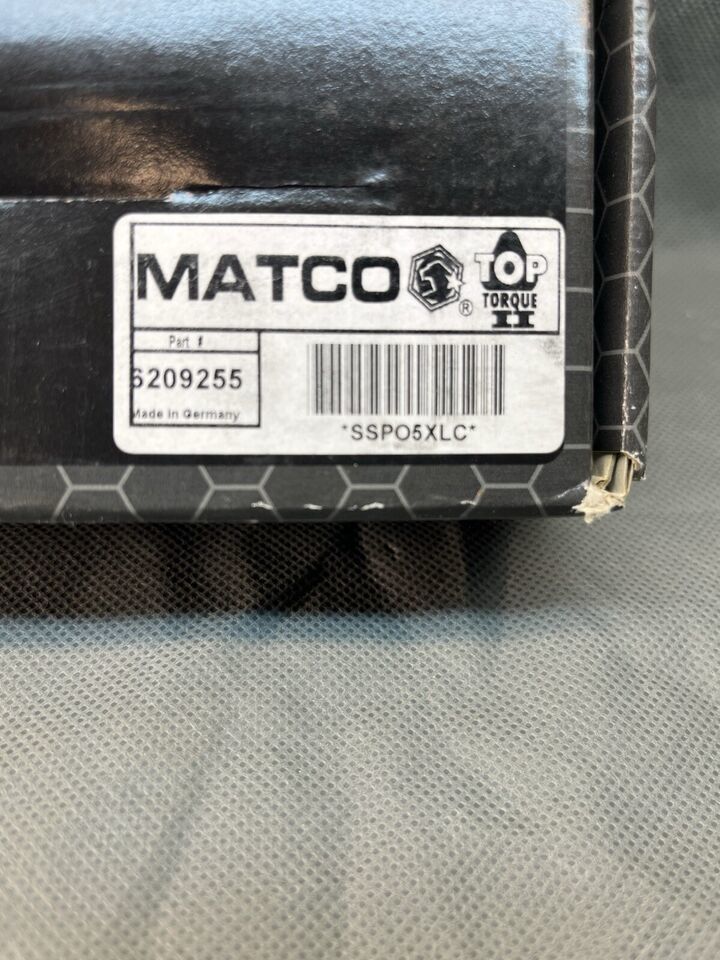 MATCO ®
TOP
TORQUE
II
Part #
6209255
Made in Germany
*SSPO5XLC*